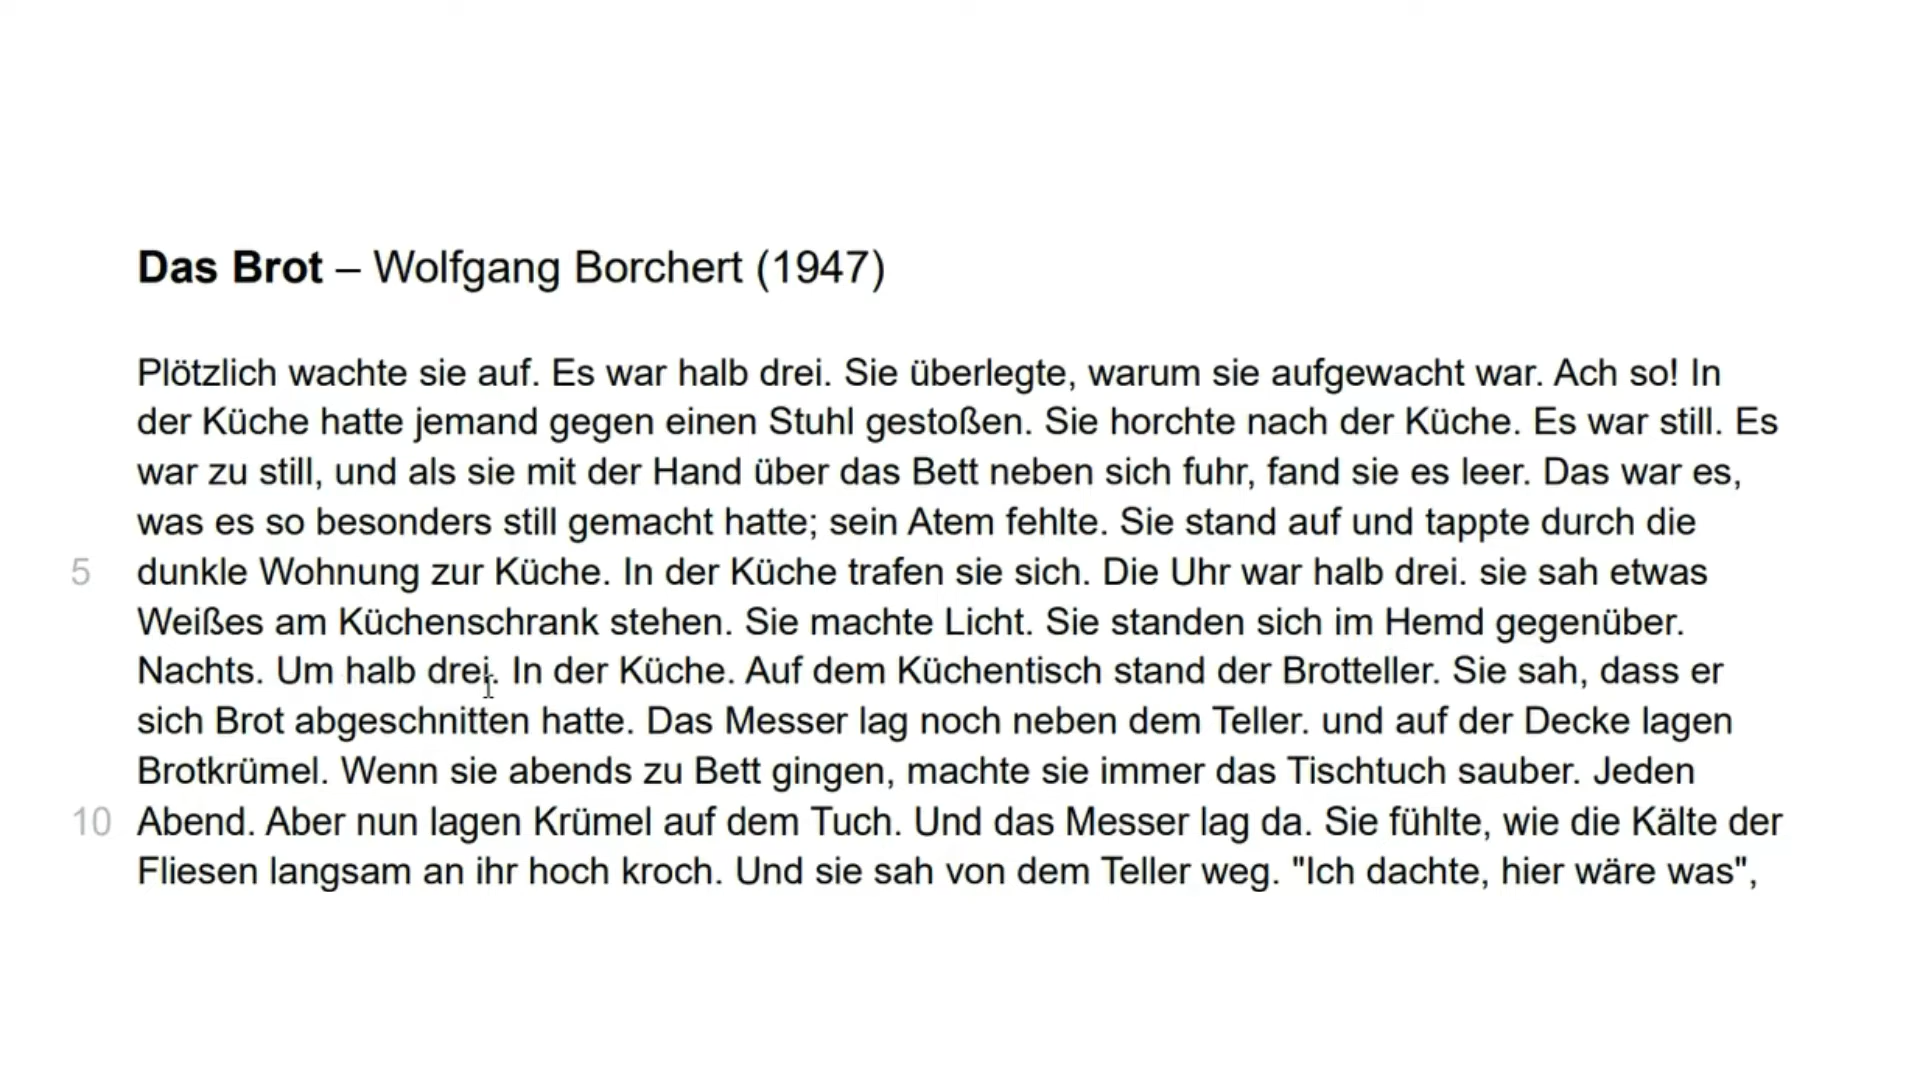 Das Brot – Wolfgang Borchert (1947)
Plötzlich wachte sie auf. Es war halb drei. Sie überlegte, warum sie aufgewacht war. Ach so! In
der Küche hatte jemand gegen einen Stuhl gestoßen. Sie horchte nach der Küche. Es war still. Es
war zu still, und als sie mit der Hand über das Bett neben sich fuhr, fand sie es leer. Das war es,
was es so besonders still gemacht hatte; sein Atem fehlte. Sie stand auf und tappte durch die
5 dunkle Wohnung zur Küche. In der Küche trafen sie sich. Die Uhr war halb drei. sie sah etwas
Weißes am Küchenschrank stehen. Sie machte Licht. Sie standen sich im Hemd gegenüber.
Nachts. Um halb drei. In der Küche. Auf dem Küchentisch stand der Brotteller. Sie sah, dass er
sich Brot abgeschnitten hatte. Das Messer lag noch neben dem Teller. und auf der Decke lagen
Brotkrümel. Wenn sie abends zu Bett gingen, machte sie immer das Tischtuch sauber. Jeden
10 Abend. Aber nun lagen Krümel auf dem Tuch. Und das Messer lag da. Sie fühlte, wie die Kälte der
Fliesen langsam an ihr hoch kroch. Und sie sah von dem Teller weg. "Ich dachte, hier wäre was",